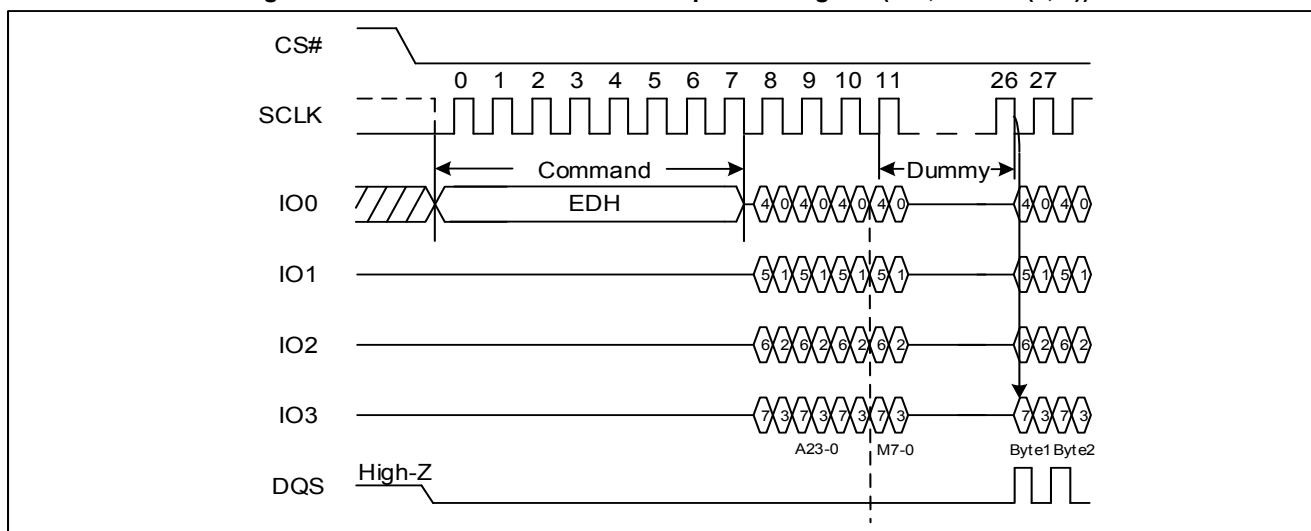 CS#
0 1 2 3 4 5 6 7 8 9 10 11 26 27
SCLK
Command Dummy
IO0 EDH 4 0 4 0 4 0 4 0 4 0 4 0
IO1 5 1 5 1 5 1 5 1 5 1 5 1
IO2 6 2 6 2 6 2 6 2 6 2 6 2
IO3 7 3 7 3 7 3 7 3 7 3 7 3
A23-0 M7-0 Byte1 Byte2
High-Z
DQS